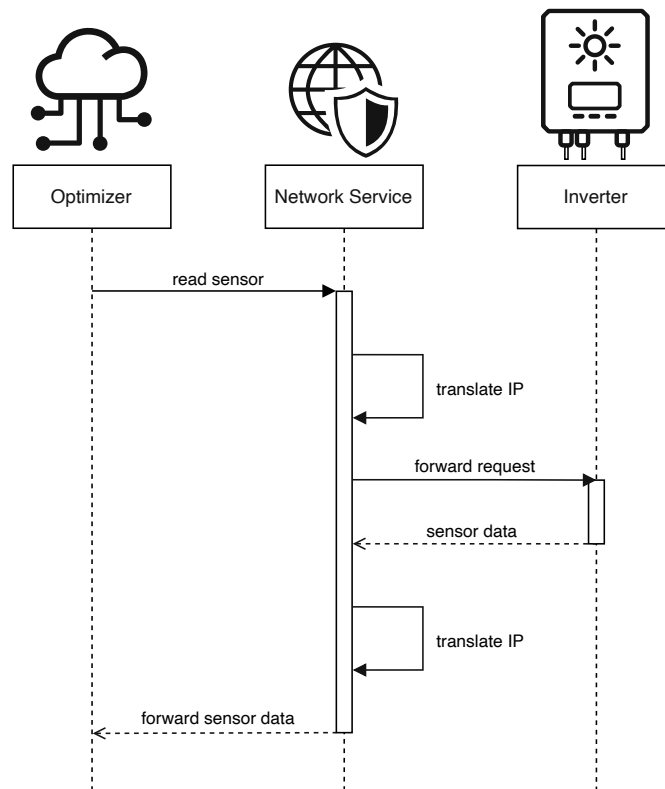 Optimizer
Network Service
Inverter
read sensor
translate IP
forward request
sensor data
translate IP
forward sensor data